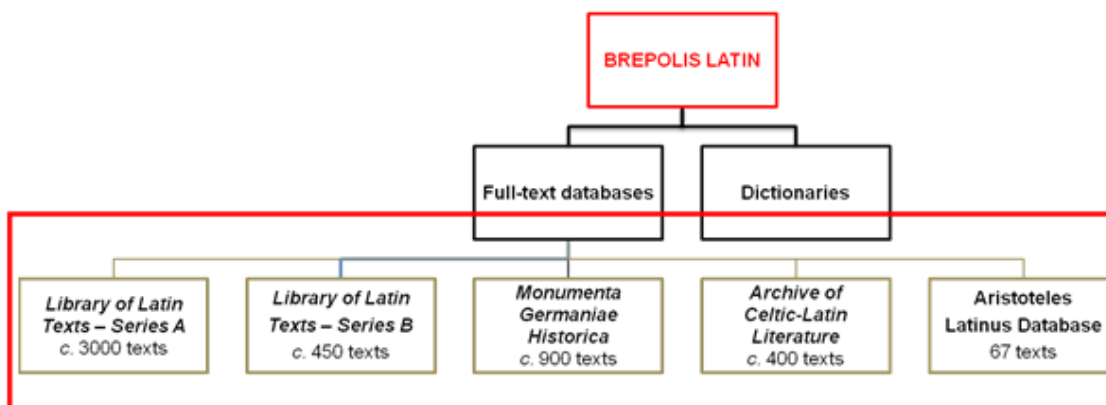 BREPOLIS LATIN
Full-text databases
Dictionaries
Library of Latin
Texts – Series A
c. 3000 texts
Library of Latin
Texts – Series B
c. 450 texts
Monumenta
Germaniae
Historica
c. 900 texts
Archive of
Celtic-Latin
Literature
c. 400 texts
Aristoteles
Latinus Database
67 texts